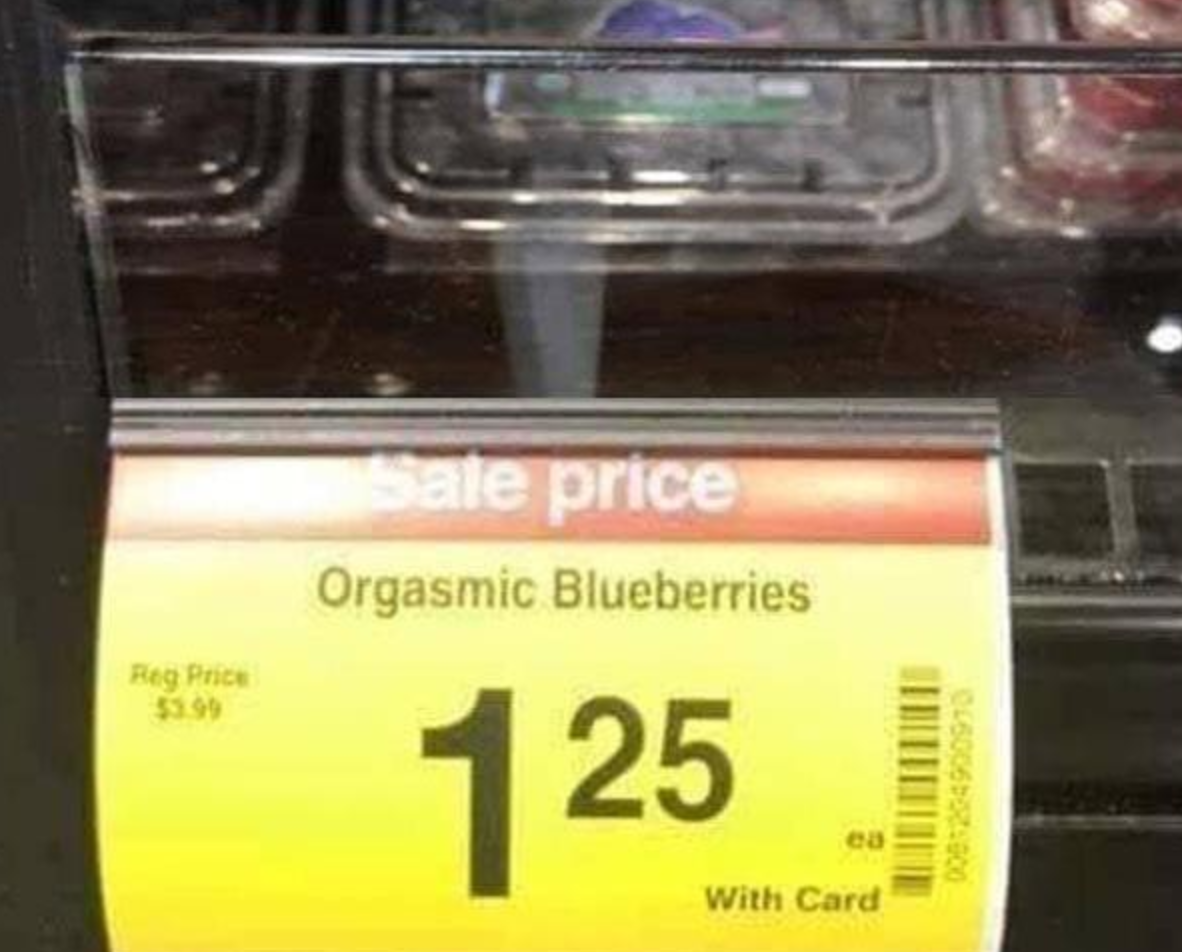 Sale price
Orgasmic Blueberries
Reg Price
$3.99
1 25
ea
With Card